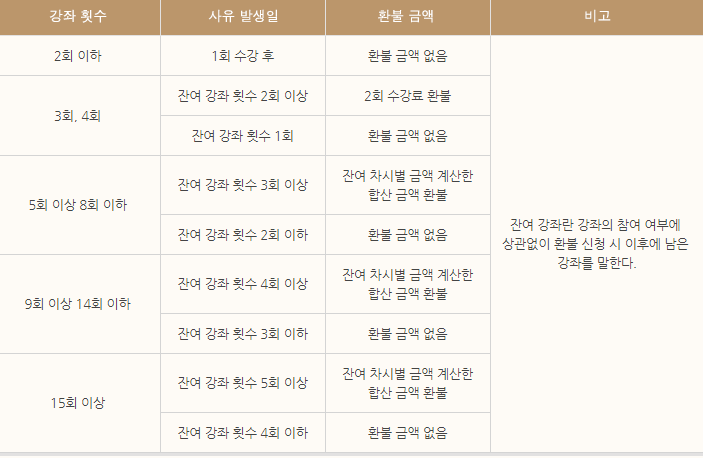 강좌 횟수 사유 발생일 환불 금액 비고
2회 이하 1회 수강 후 환불 금액 없음
3회, 4회
잔여 강좌 횟수 2회 이상 2회 수강료 환불
잔여 강좌 횟수 1회 환불 금액 없음
5회 이상 8회 이하
잔여 강좌 횟수 3회 이상
잔여 차시별 금액 계산한
합산 금액 환불
잔여 강좌 횟수 2회 이하 환불 금액 없음
9회 이상 14회 이하
잔여 강좌 횟수 4회 이상
잔여 차시별 금액 계산한
합산 금액 환불
잔여 강좌 횟수 3회 이하 환불 금액 없음
15회 이상
잔여 강좌 횟수 5회 이상
잔여 차시별 금액 계산한
합산 금액 환불
잔여 강좌 횟수 4회 이하 환불 금액 없음
잔여 강좌란 강좌의 참여 여부에
상관없이 환불 신청 시 이후에 남은
강좌를 말한다.